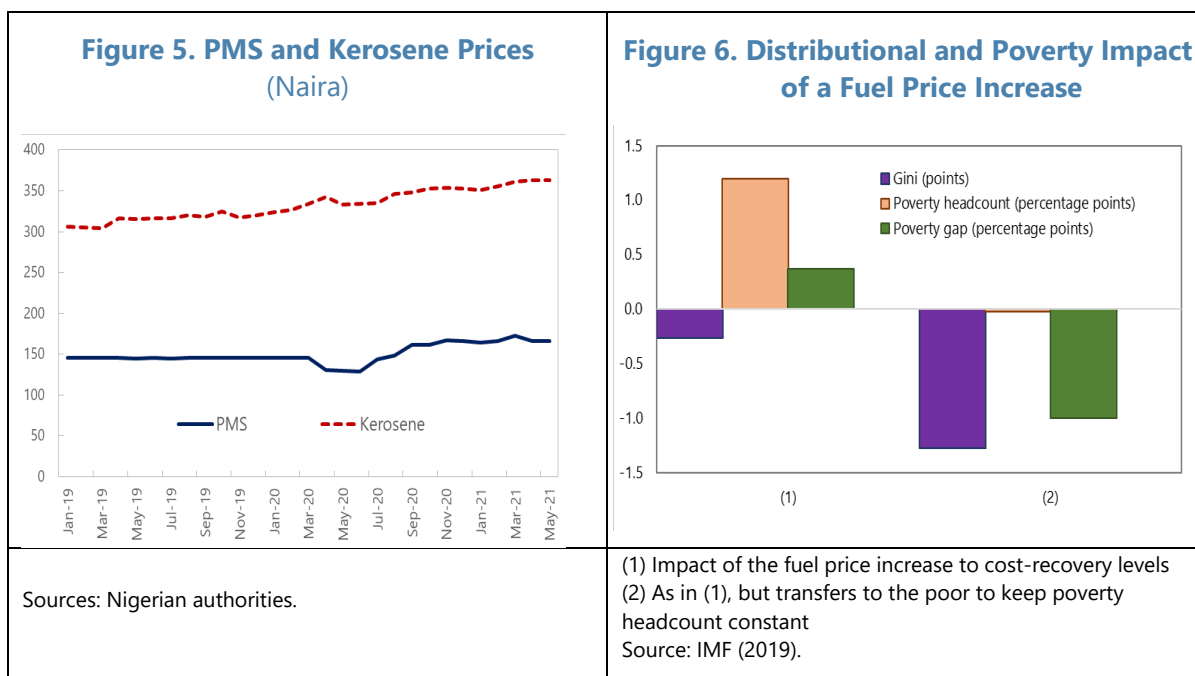 Figure 5. PMS and Kerosene Prices
(Naira)
400
350
300
250
200
150
100
50
0
PMS
Kerosene
Jan-19
Mar-19
May-19
Jul-19
Sep-19
Nov-19
Jan-20
Mar-20
May-20
Jul-20
Sep-20
Nov-20
Jan-21
Mar-21
May-21
Sources: Nigerian authorities.
Figure 6. Distributional and Poverty Impact
of a Fuel Price Increase
1.5
1.0
0.5
0.0
-0.5
-1.0
-1.5
Gini (points)
Poverty headcount (percentage points)
Poverty gap (percentage points)
(1)
(2)
(1) Impact of the fuel price increase to cost-recovery levels
(2) As in (1), but transfers to the poor to keep poverty
headcount constant
Source: IMF (2019).